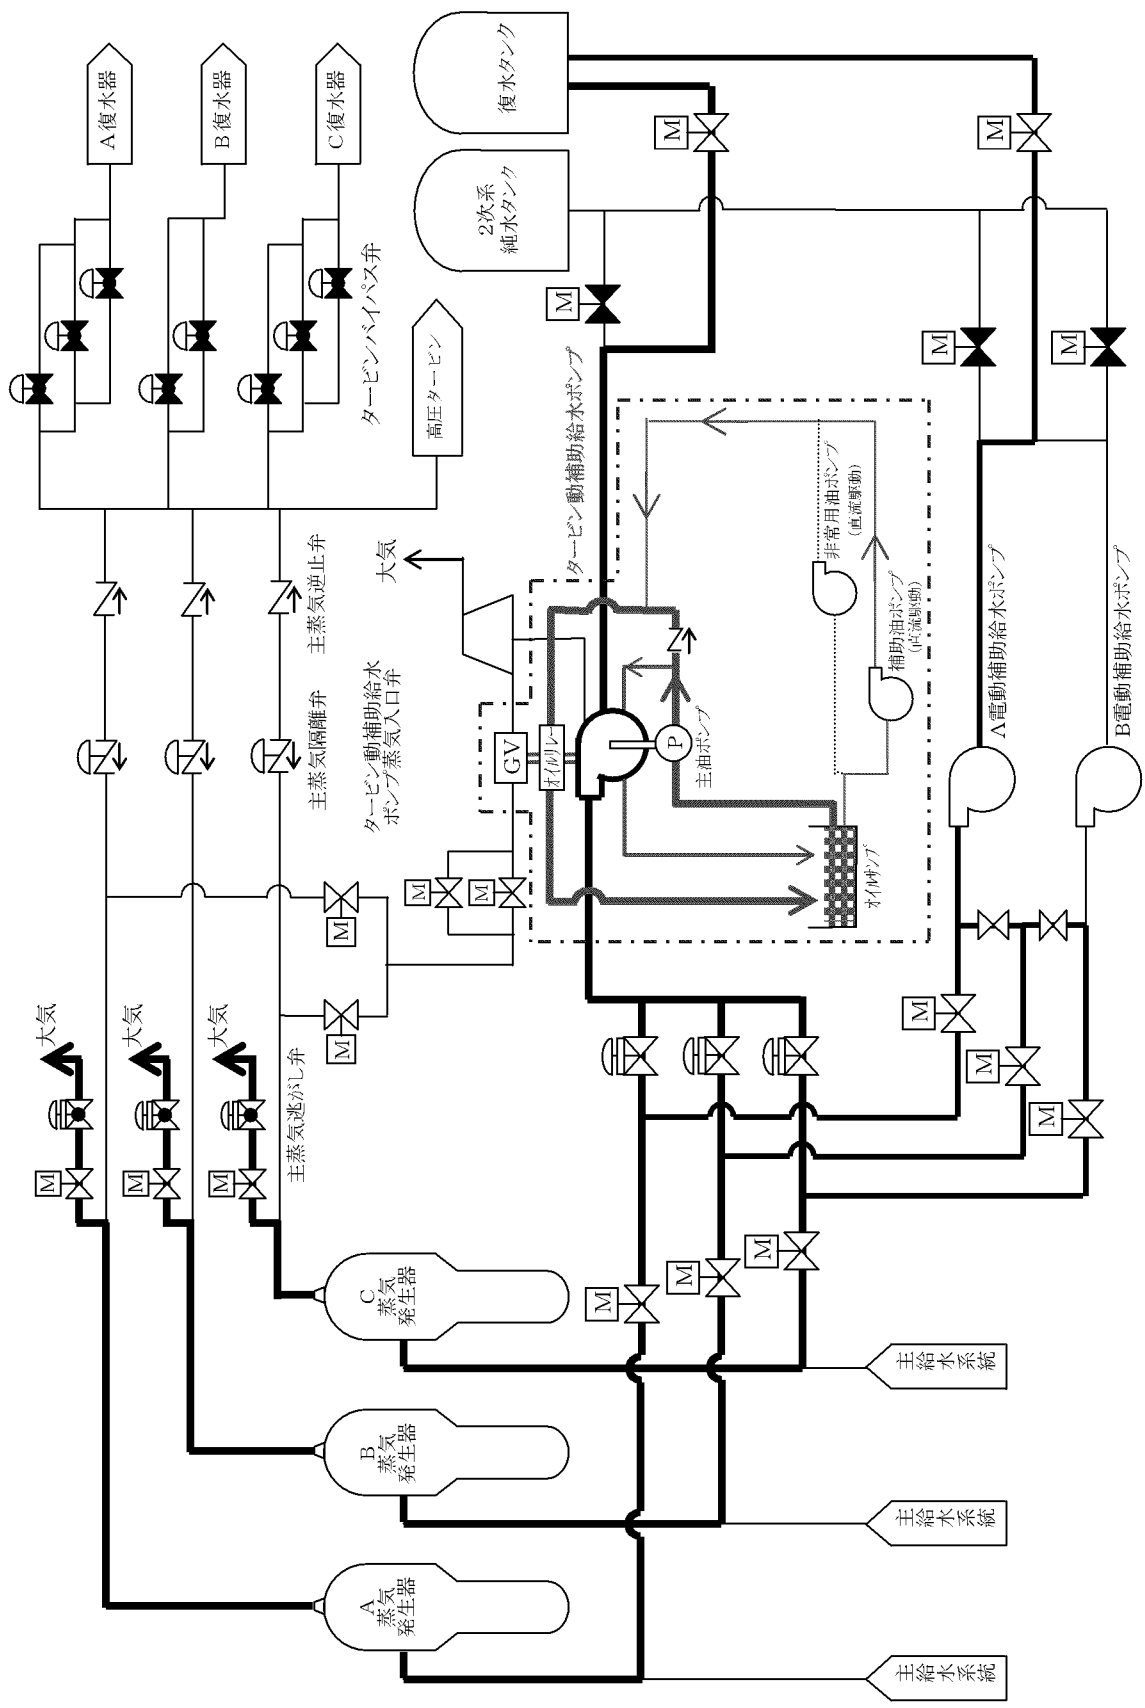 A復水器
B復水器
C復水器
タービンバイパス弁
高圧タービン
復水タンク
2次系
純水タンク
M
M
M
M
M
大気
大気
大気
大気
M
M
M
主蒸気逃がし弁
主蒸気隔離弁
主蒸気逆止弁
M
M
M
M
タービン動補助給水
ポンプ蒸気入口弁
タービン動補助給水ポンプ
GV
オイルリレー
P
主油ポンプ
オイルサンプ
非常用油ポンプ
(直流駆動)
補助油ポンプ
(直流駆動)
A電動補助給水ポンプ
B電動補助給水ポンプ
A
蒸気
発生器
B
蒸気
発生器
C
蒸気
発生器
M
M
M
M
M
M
主給水系統
主給水系統
主給水系統